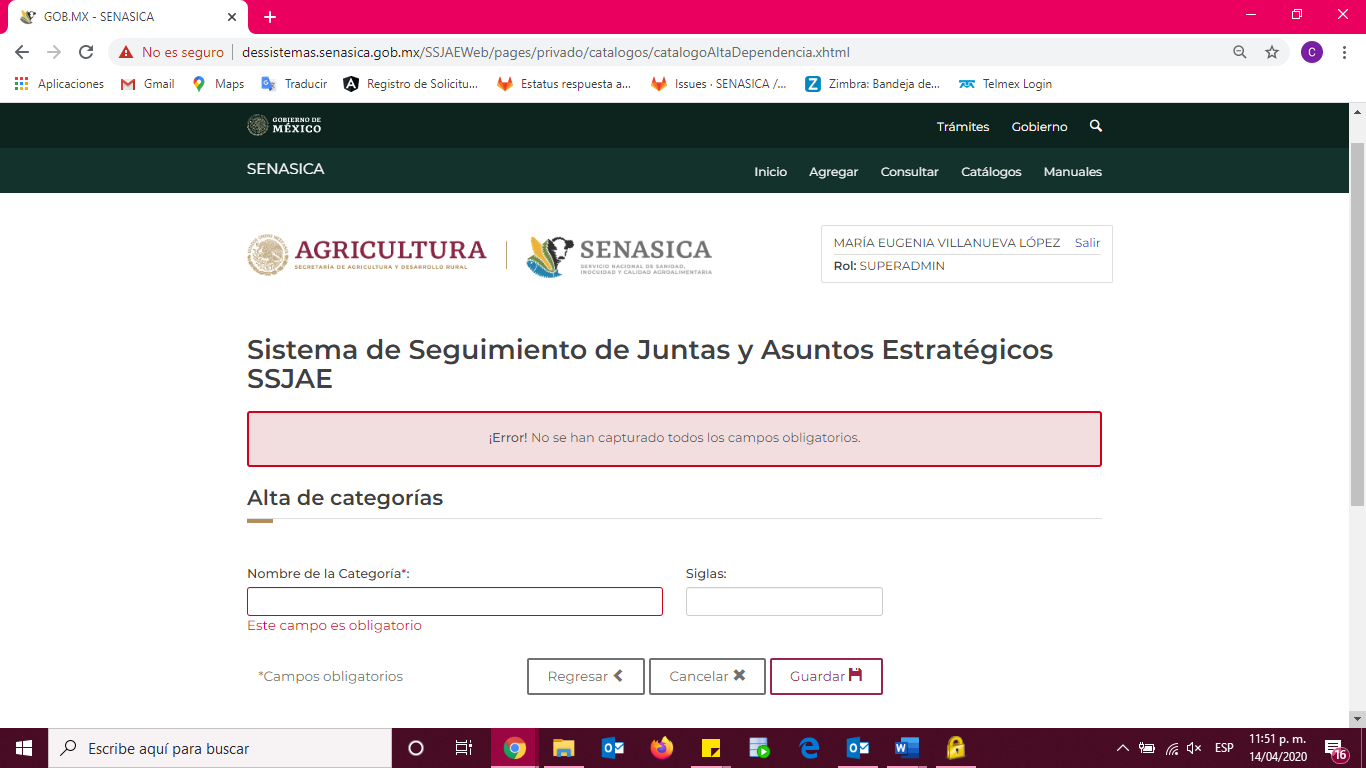 GOB.MX - SENASICA
No es seguro
dessistemas.senasica.gob.mx/SSJAEWeb/pages/privado/catalogos/catalogoAltaDependencia.xhtml
C
Aplicaciones
Gmail
Maps
Traducir
Registro de Solicitu...
Estatus respuesta a...
Issues · SENASICA /...
Zimbra: Bandeja de...
Telmex Login
GOBIERNO DE
MÉXICO
Trámites
Gobierno
SENASICA
Inicio
Agregar
Consultar
Catálogos
Manuales
AGRICULTURA
SECRETARÍA DE AGRICULTURA Y DESARROLLO RURAL
SENASICA
SERVICIO NACIONAL DE SANIDAD,
INOCUIDAD Y CALIDAD AGROALIMENTARIA
MARÍA EUGENIA VILLANUEVA LÓPEZ Salir
Rol: SUPERADMIN
Sistema de Seguimiento de Juntas y Asuntos Estratégicos
SSJAE
¡Error! No se han capturado todos los campos obligatorios.
Alta de categorías
Nombre de la Categoría*:
Siglas:
Este campo es obligatorio
*Campos obligatorios
Regresar
Cancelar
Guardar
Escribe aquí para buscar
ESP
11:51 p. m.
14/04/2020
16